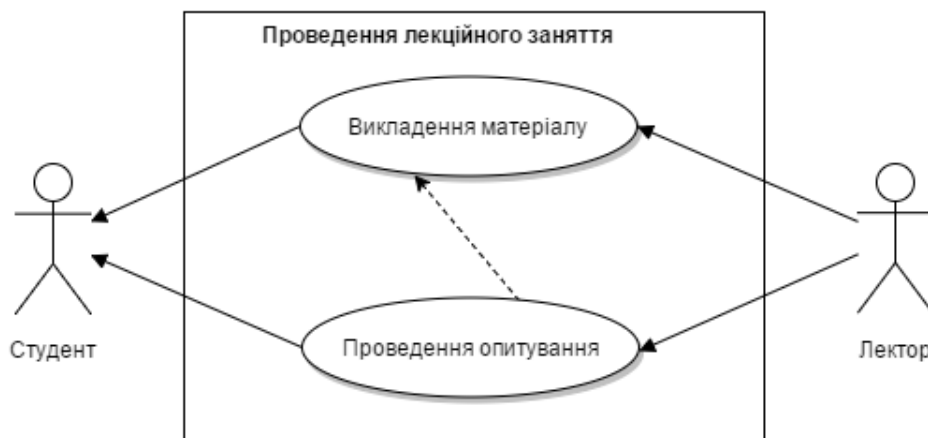 Проведення лекційного заняття
Викладення матеріалу
Студент
Лектор
Проведення опитування